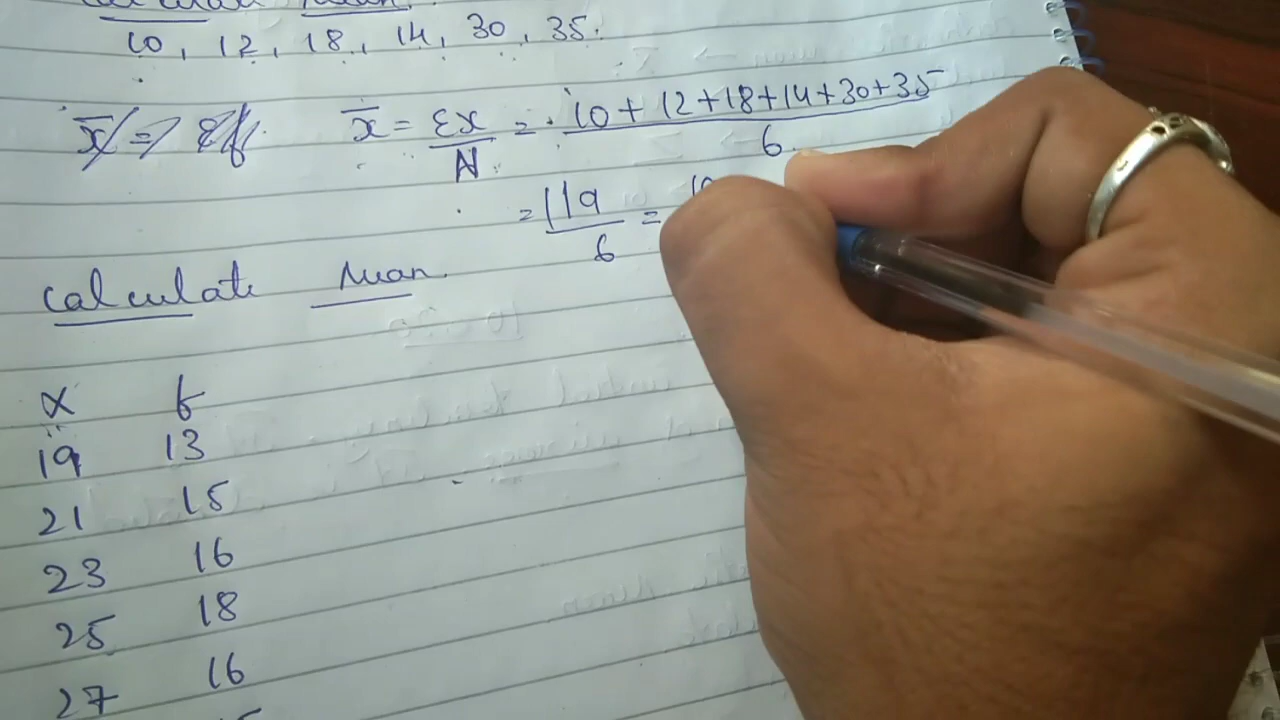 10, 12, 18, 14, 30, 35.
x̄ = Σx/N = 10+12+18+14+30+35/6
= 119/6 =
Calculate Mean
x f
19 13
21 15
23 16
25 18
27 16